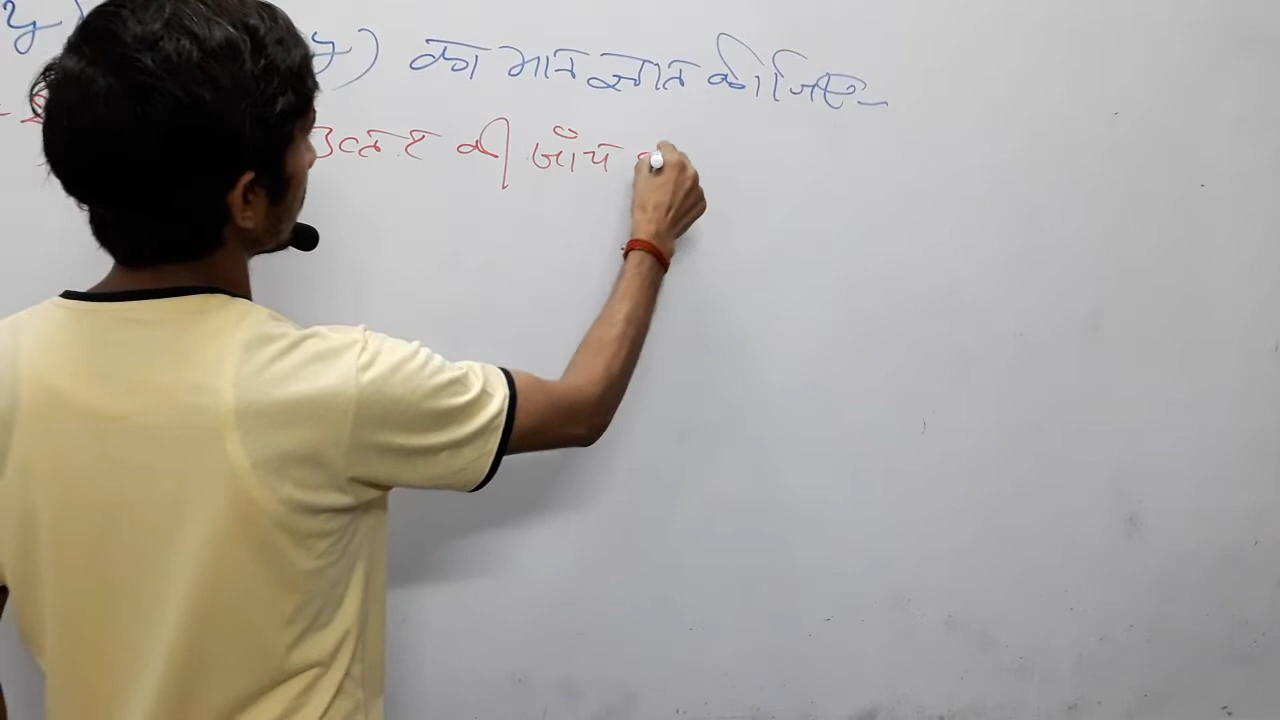 y) का मान ज्ञात कीजिए-
उत्तर की जाँच